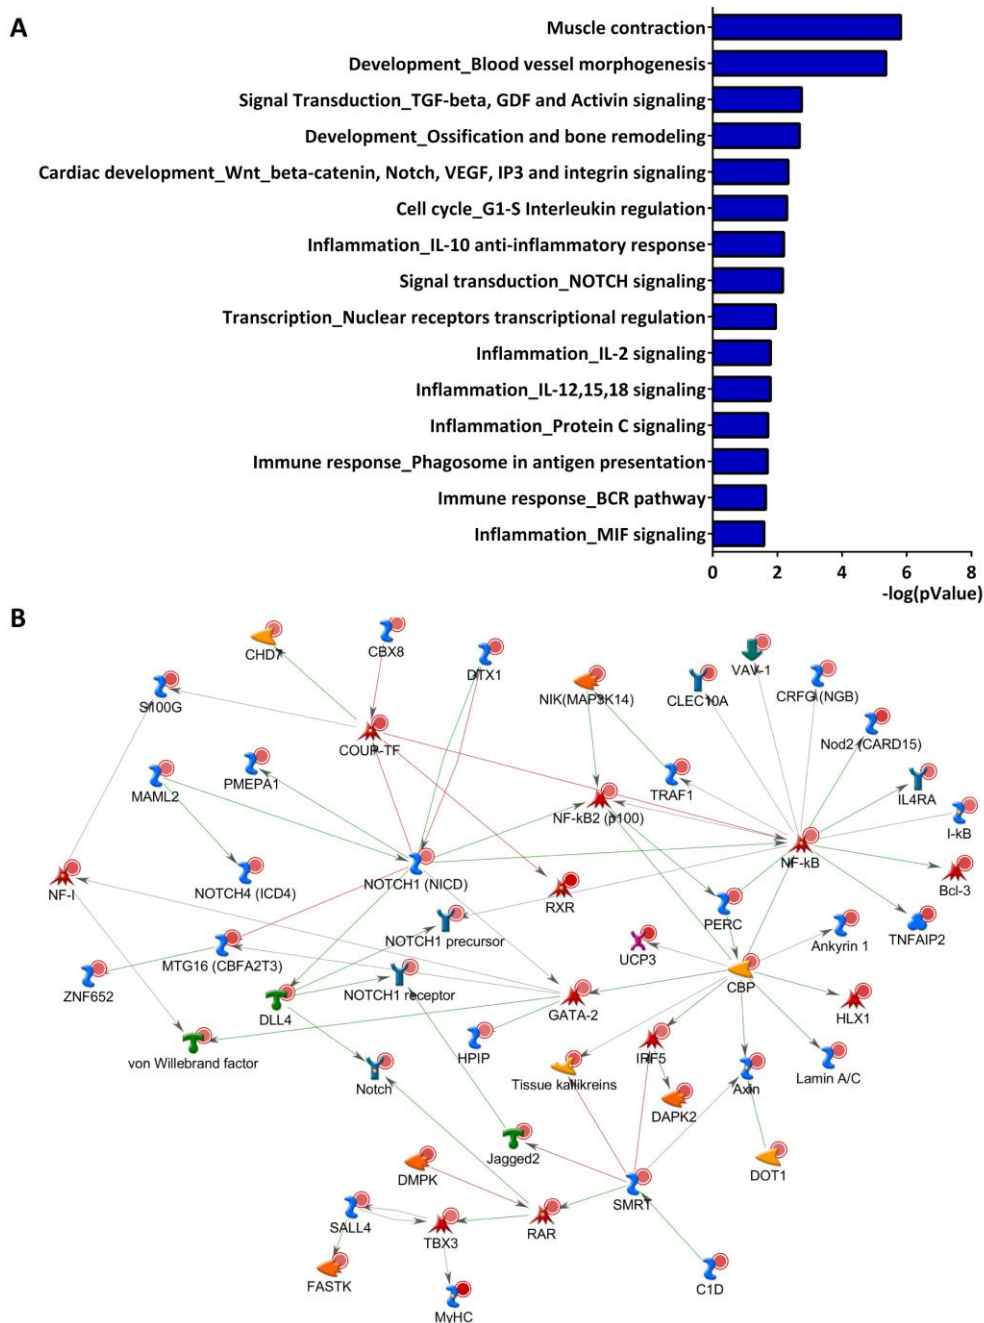 A
Muscle contraction
Development_Blood vessel morphogenesis
Signal Transduction_TGF-beta, GDF and Activin signaling
Development_Ossification and bone remodeling
Cardiac development_Wnt_beta-catenin, Notch, VEGF, IP3 and integrin signaling
Cell cycle_G1-S Interleukin regulation
Inflammation_IL-10 anti-inflammatory response
Signal transduction_NOTCH signaling
Transcription_Nuclear receptors transcriptional regulation
Inflammation_IL-2 signaling
Inflammation_IL-12,15,18 signaling
Inflammation_Protein C signaling
Immune response_Phagosome in antigen presentation
Immune response_BCR pathway
Inflammation_MIF signaling
0 2 4 6 8
-log(pValue)
B
CHD7
CBX8
DTX1
NIK(MAP3K14)
CLEC10A
VAV-1
CRFG (NGB)
S100G
COUP-TF
Nod2 (CARD15)
MAML2
PMEPA1
TRAF1
IL4RA
NF-kB2 (p100)
I-kB
NF-kB
NF-I
NOTCH4 (ICD4)
NOTCH1 (NICD)
RXR
Bcl-3
PERC
TNFAIP2
NOTCH1 precursor
UCP3
Ankyrin 1
ZNF652
MTG16 (CBFA2T3)
NOTCH1 receptor
CBP
DLL4
GATA-2
HLX1
von Willebrand factor
HPIP
IRF5
Notch
Tissue kallikreins
Axin
Lamin A/C
DAPK2
Jagged2
DOT1
DMPK
SMRT
SALL4
TBX3
RAR
FASTK
C1D
MyHC